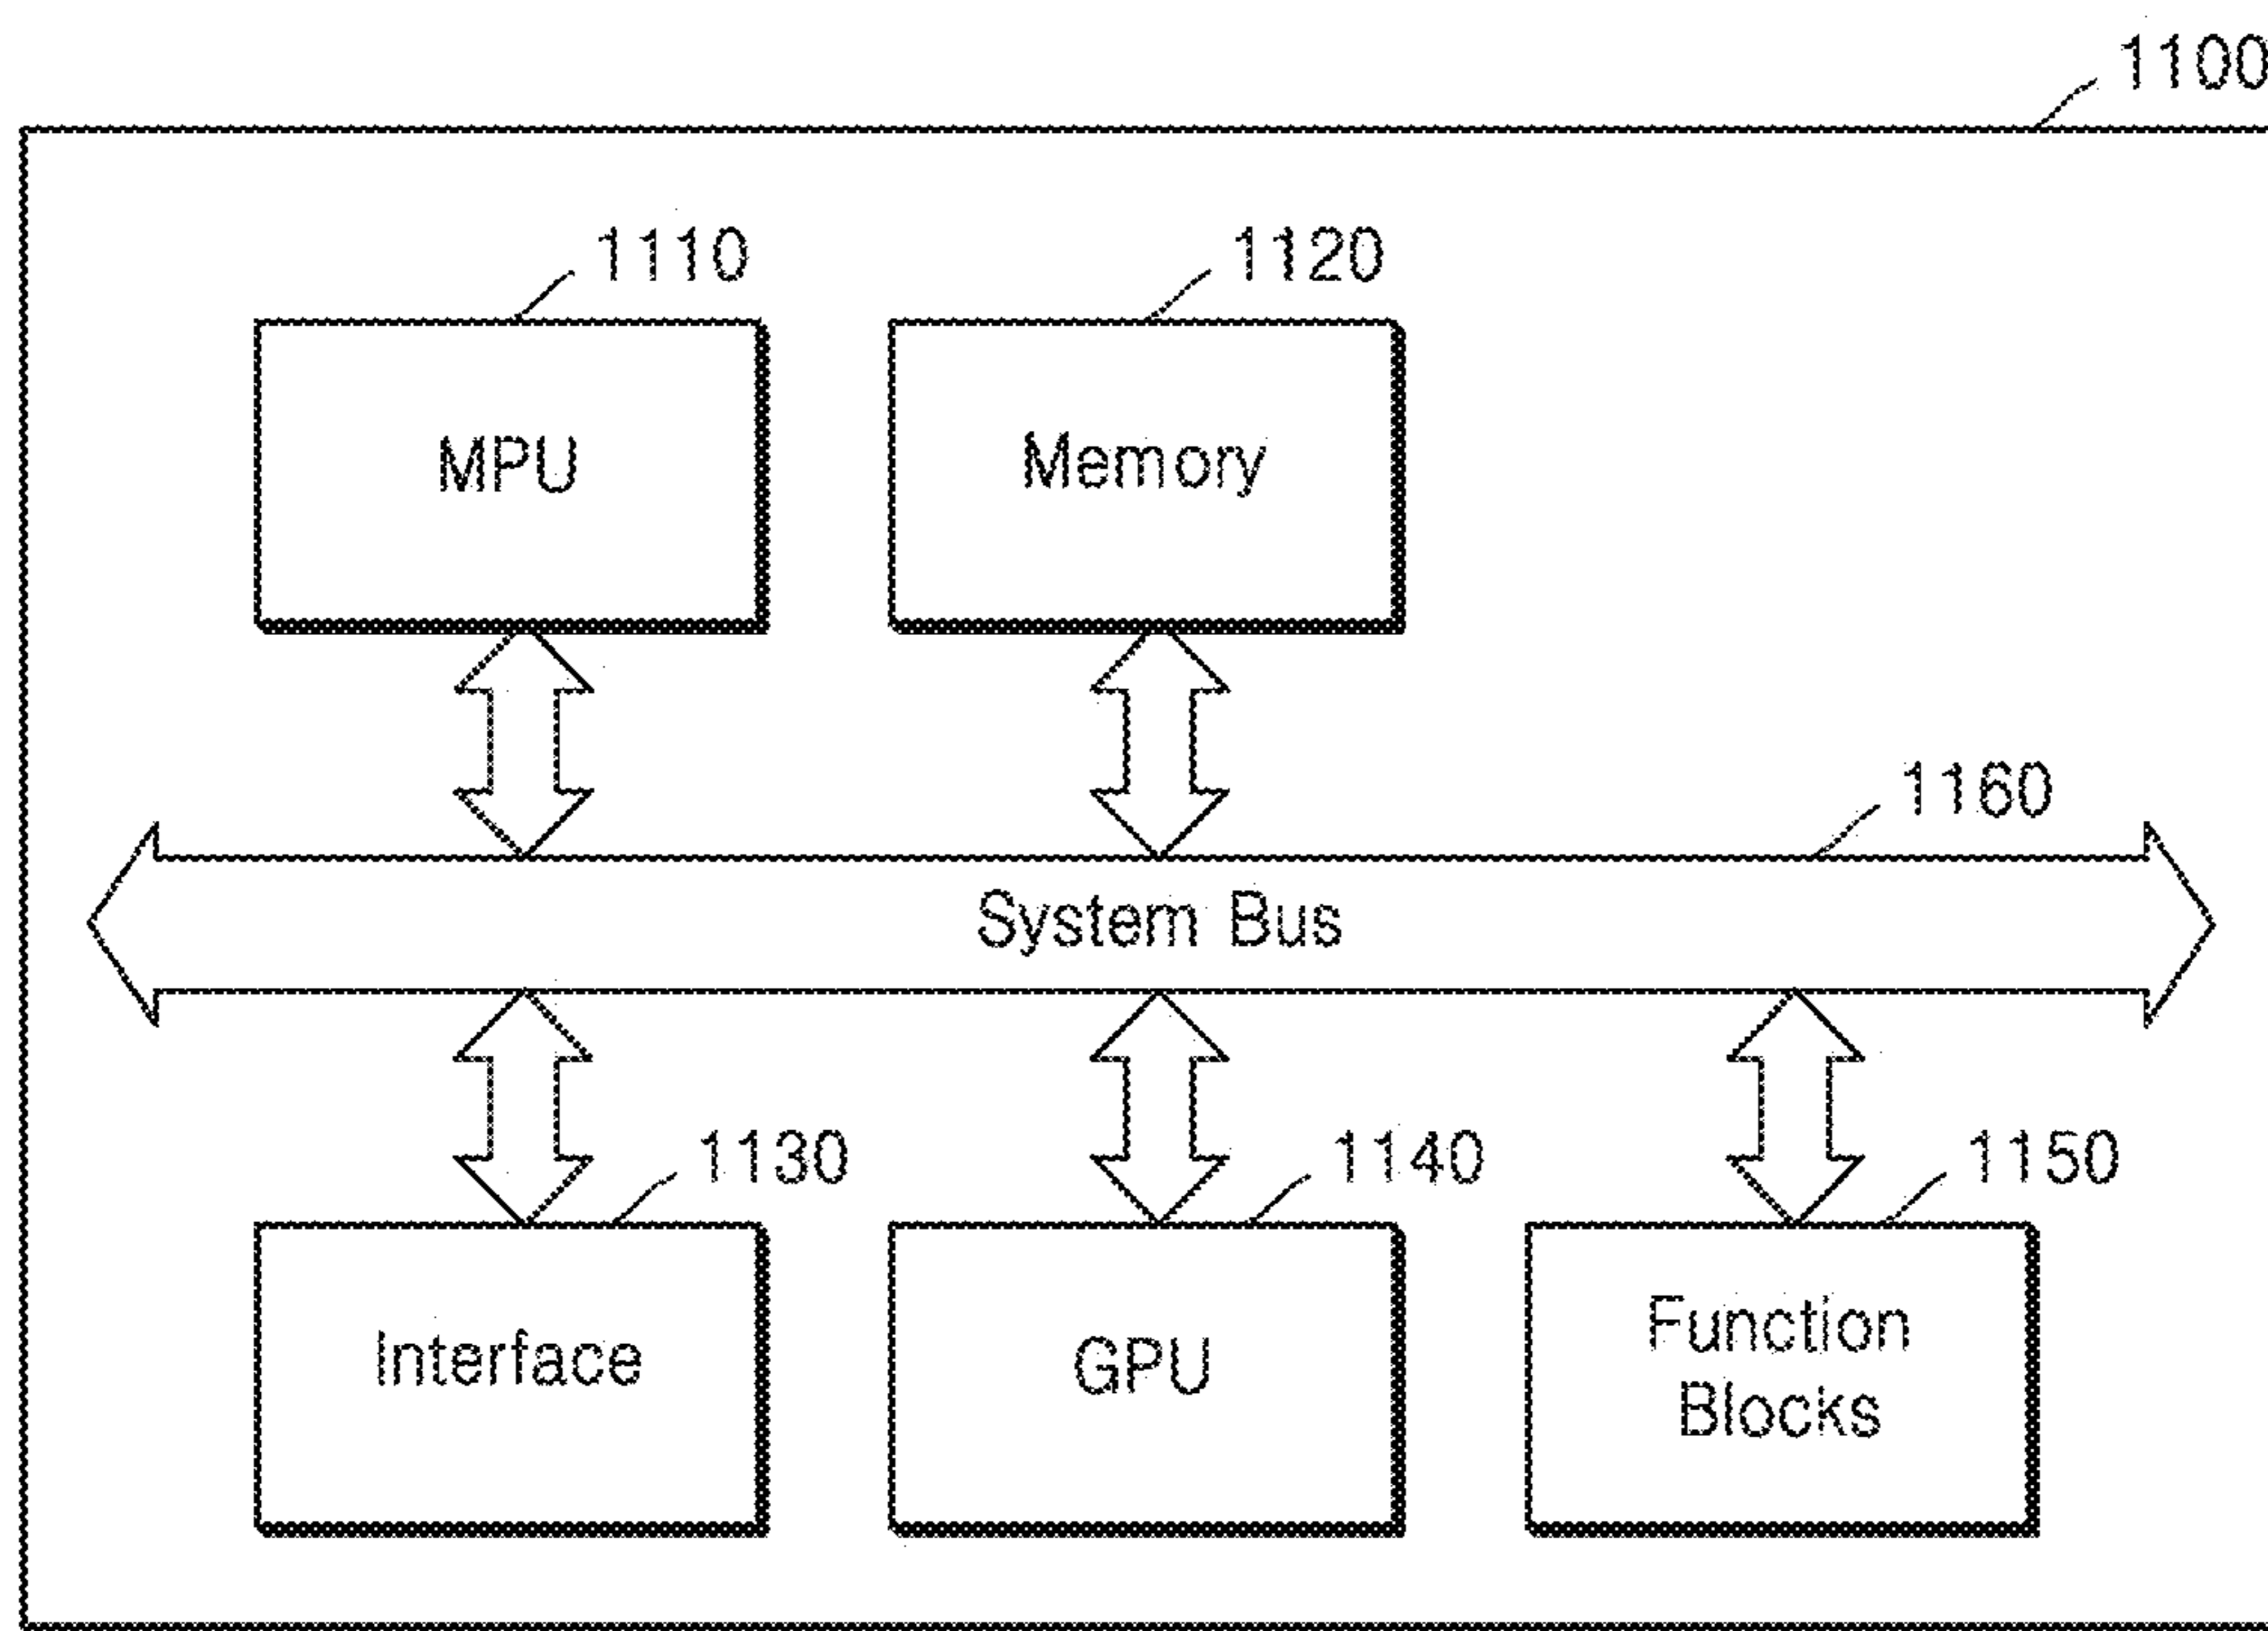 1100
1110
1120
MPU
Memory
1160
System Bus
1130
1140
1150
Interface
GPU
Function
Blocks